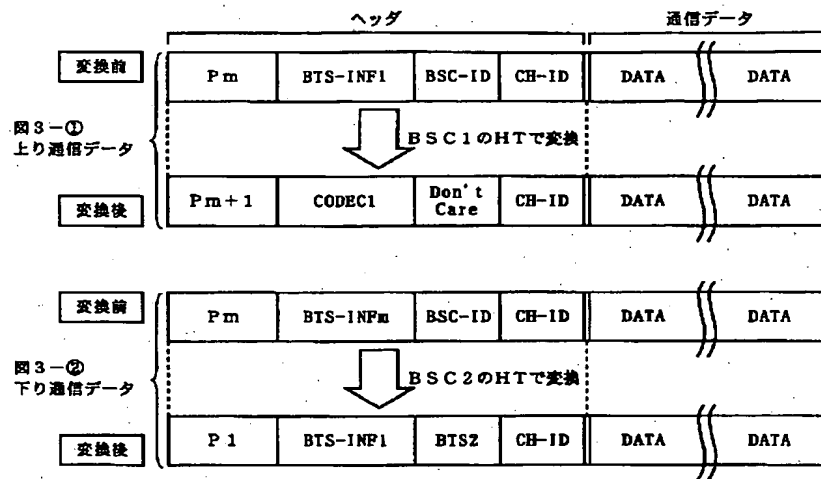 ヘッダ 通信データ
変換前 Pm BTS-INF1 BSC-ID CH-ID DATA DATA
図3-①
上り通信データ
BSC1のHTで変換
変換後 Pm+1 CODEC1 Don't Care CH-ID DATA DATA
変換前 Pm BTS-INFm BSC-ID CH-ID DATA DATA
図3-②
下り通信データ
BSC2のHTで変換
変換後 P1 BTS-INF1 BTS2 CH-ID DATA DATA